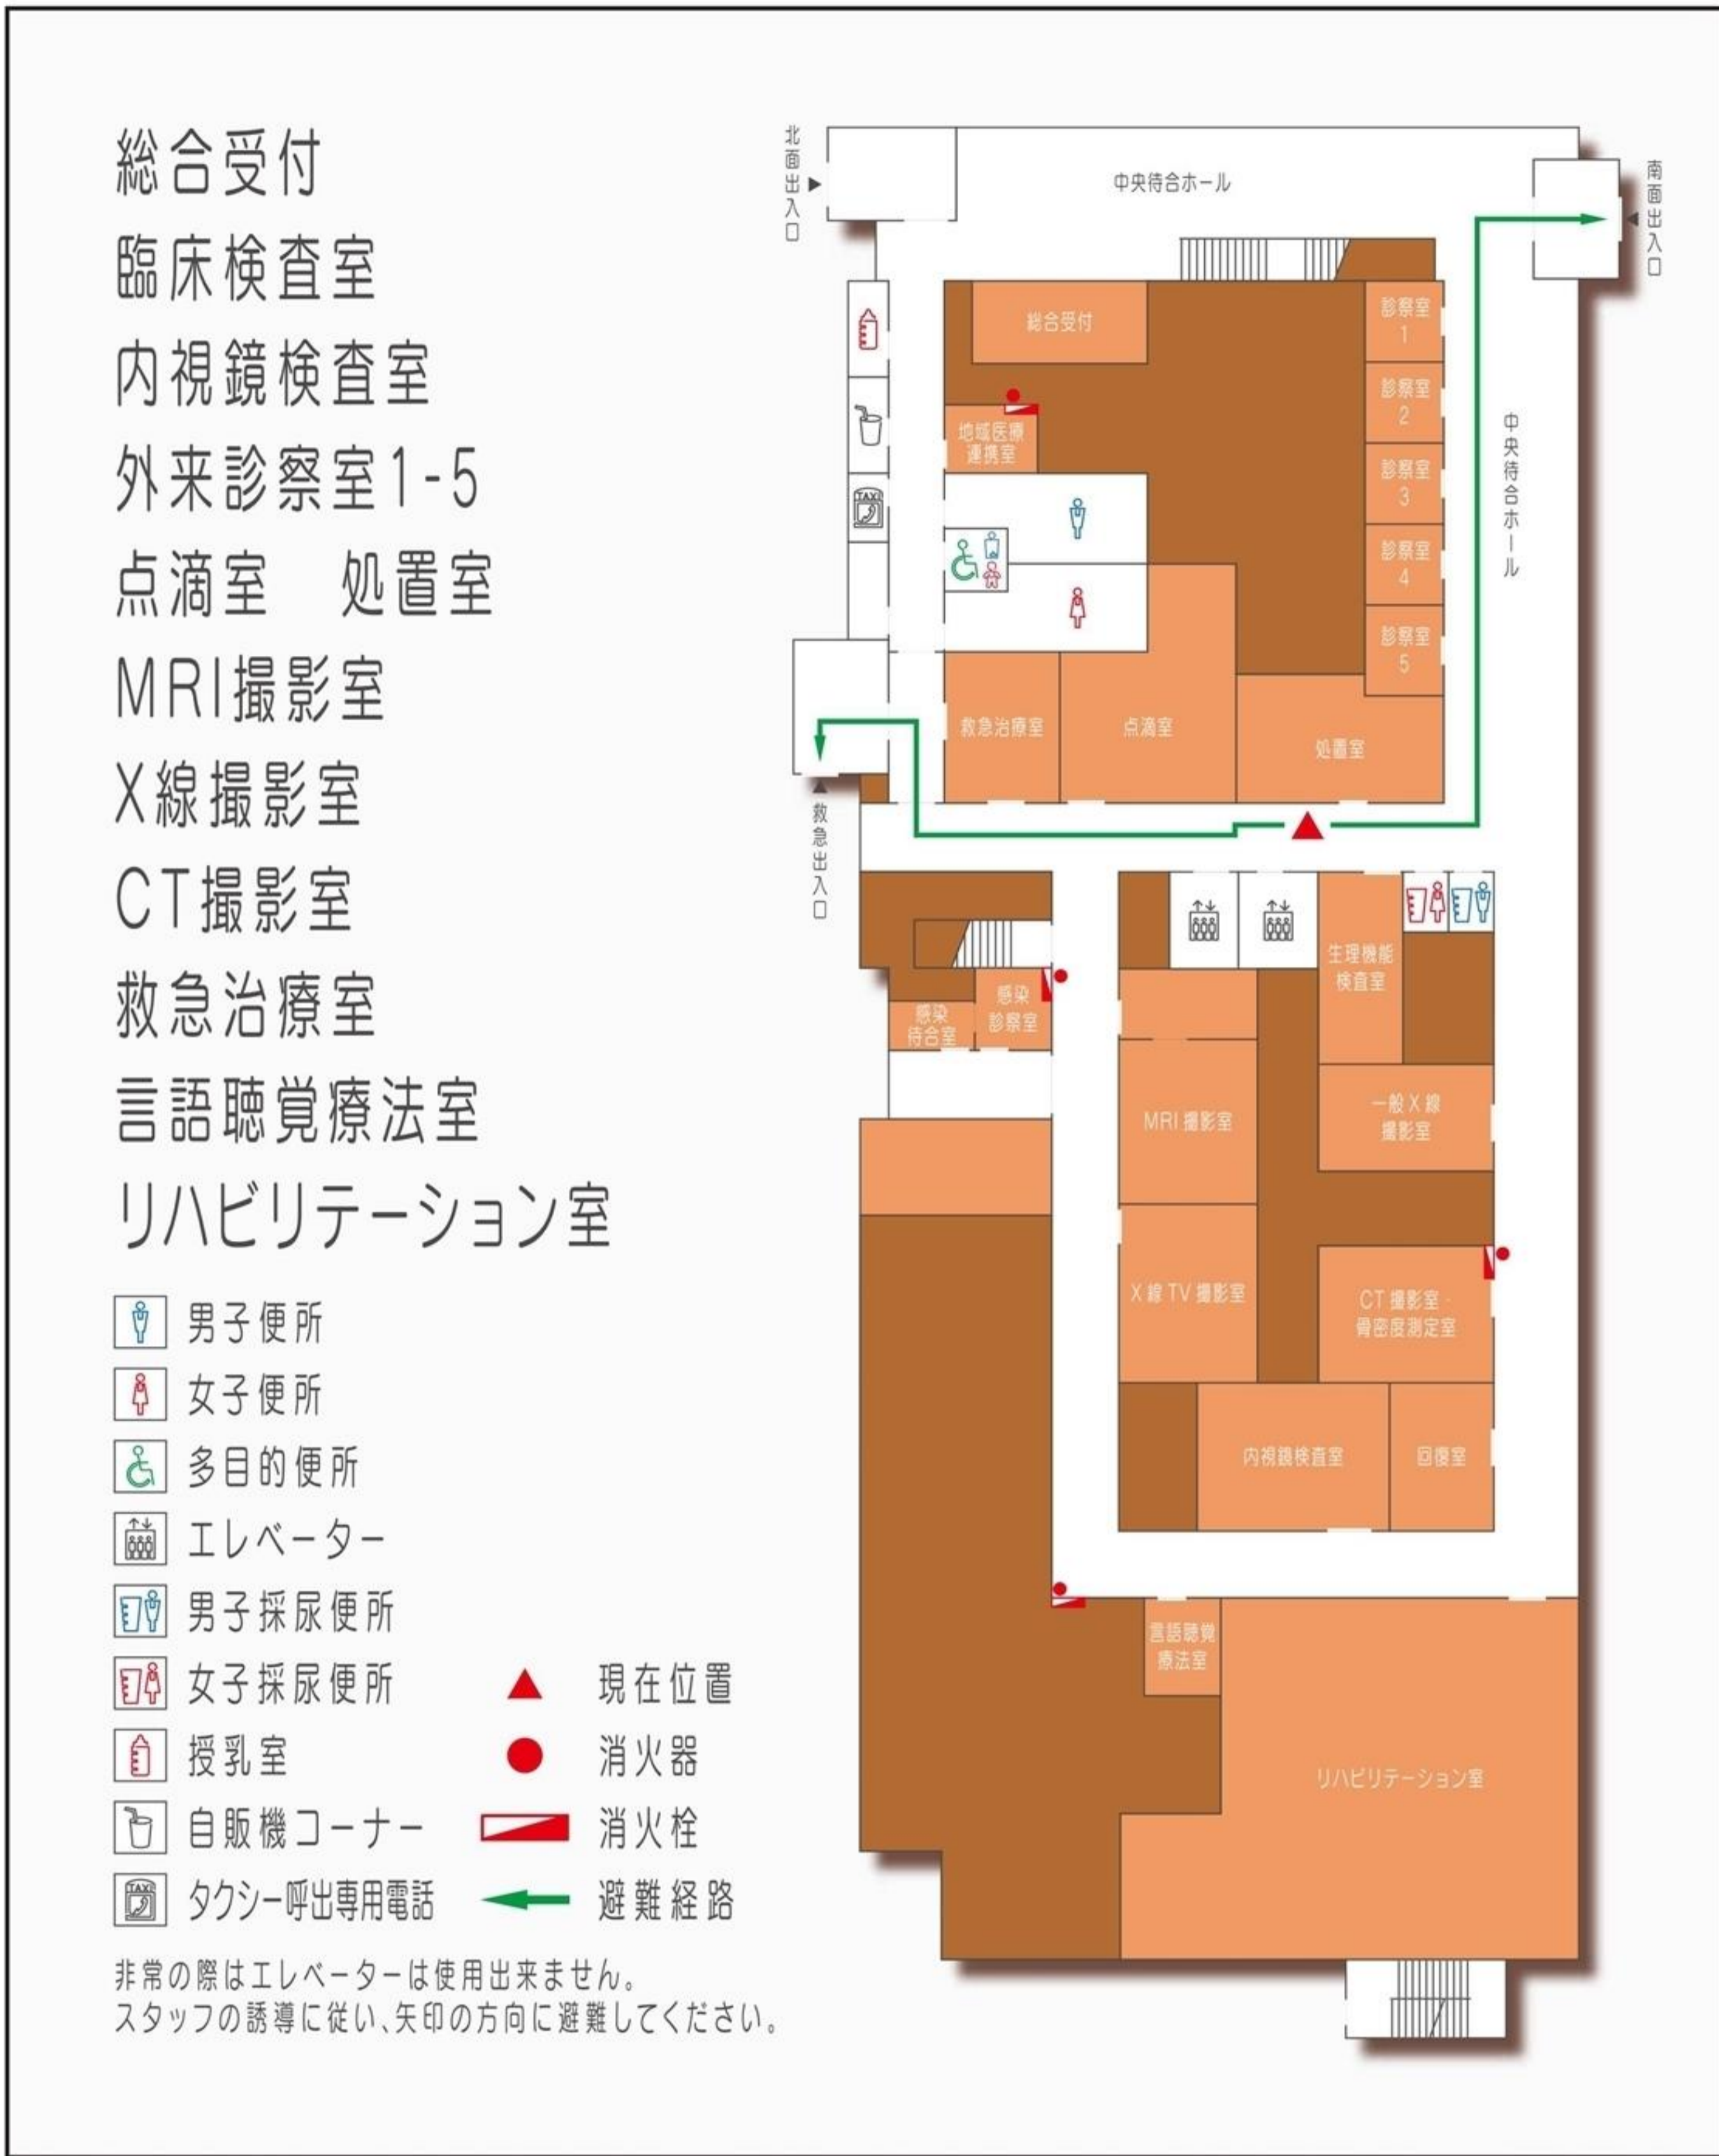 総合受付
臨床検査室
内視鏡検査室
外来診察室1-5
点滴室　処置室
MRI撮影室
X線撮影室
CT撮影室
救急治療室
言語聴覚療法室
リハビリテーション室
男子便所
女子便所
多目的便所
エレベーター
男子採尿便所
女子採尿便所
授乳室
自販機コーナー
タクシー呼出専用電話
現在位置
消火器
消火栓
避難経路
非常の際はエレベーターは使用出来ません。
スタッフの誘導に従い、矢印の方向に避難してください。
北面出入口
中央待合ホール
南面出入口
総合受付
診察室
1
診察室
2
診察室
3
診察室
4
診察室
5
中央待合ホール
地域医療
連携室
TAXI
救急治療室
点滴室
処置室
救急出入口
生理機能
検査室
感染
待合室
感染
診察室
MRI 撮影室
一般 X 線
撮影室
X 線 TV 撮影室
CT 撮影室・
骨密度測定室
内視鏡検査室
回復室
言語聴覚
療法室
リハビリテーション室
TAXI